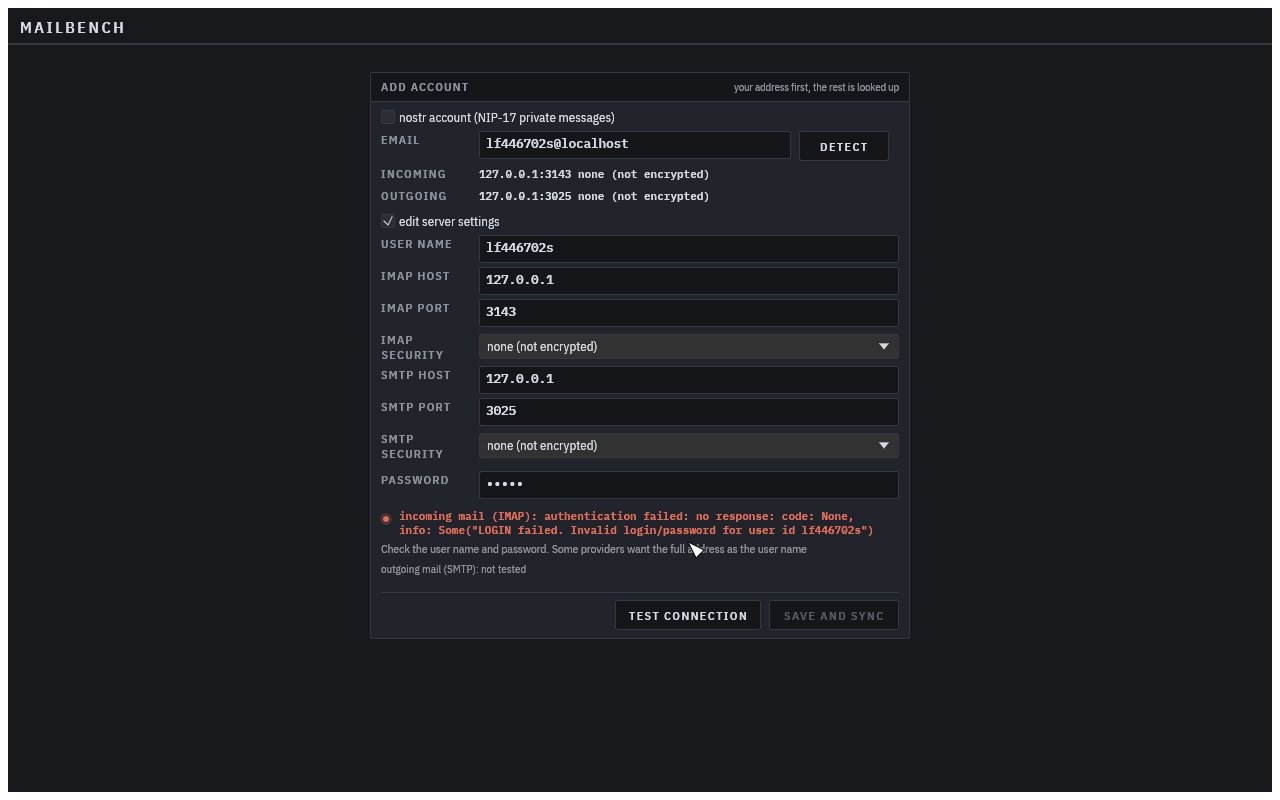 MAILBENCH
ADD ACCOUNT your address first, the rest is looked up
nostr account (NIP-17 private messages)
EMAIL lf446702s@localhost DETECT
INCOMING 127.0.0.1:3143 none (not encrypted)
OUTGOING 127.0.0.1:3025 none (not encrypted)
edit server settings
USER NAME lf446702s
IMAP HOST 127.0.0.1
IMAP PORT 3143
IMAP SECURITY none (not encrypted)
SMTP HOST 127.0.0.1
SMTP PORT 3025
SMTP SECURITY none (not encrypted)
PASSWORD •••••
incoming mail (IMAP): authentication failed: no response: code: None,
info: Some("LOGIN failed. Invalid login/password for user id lf446702s")
Check the user name and password. Some providers want the full address as the user name
outgoing mail (SMTP): not tested
TEST CONNECTION SAVE AND SYNC